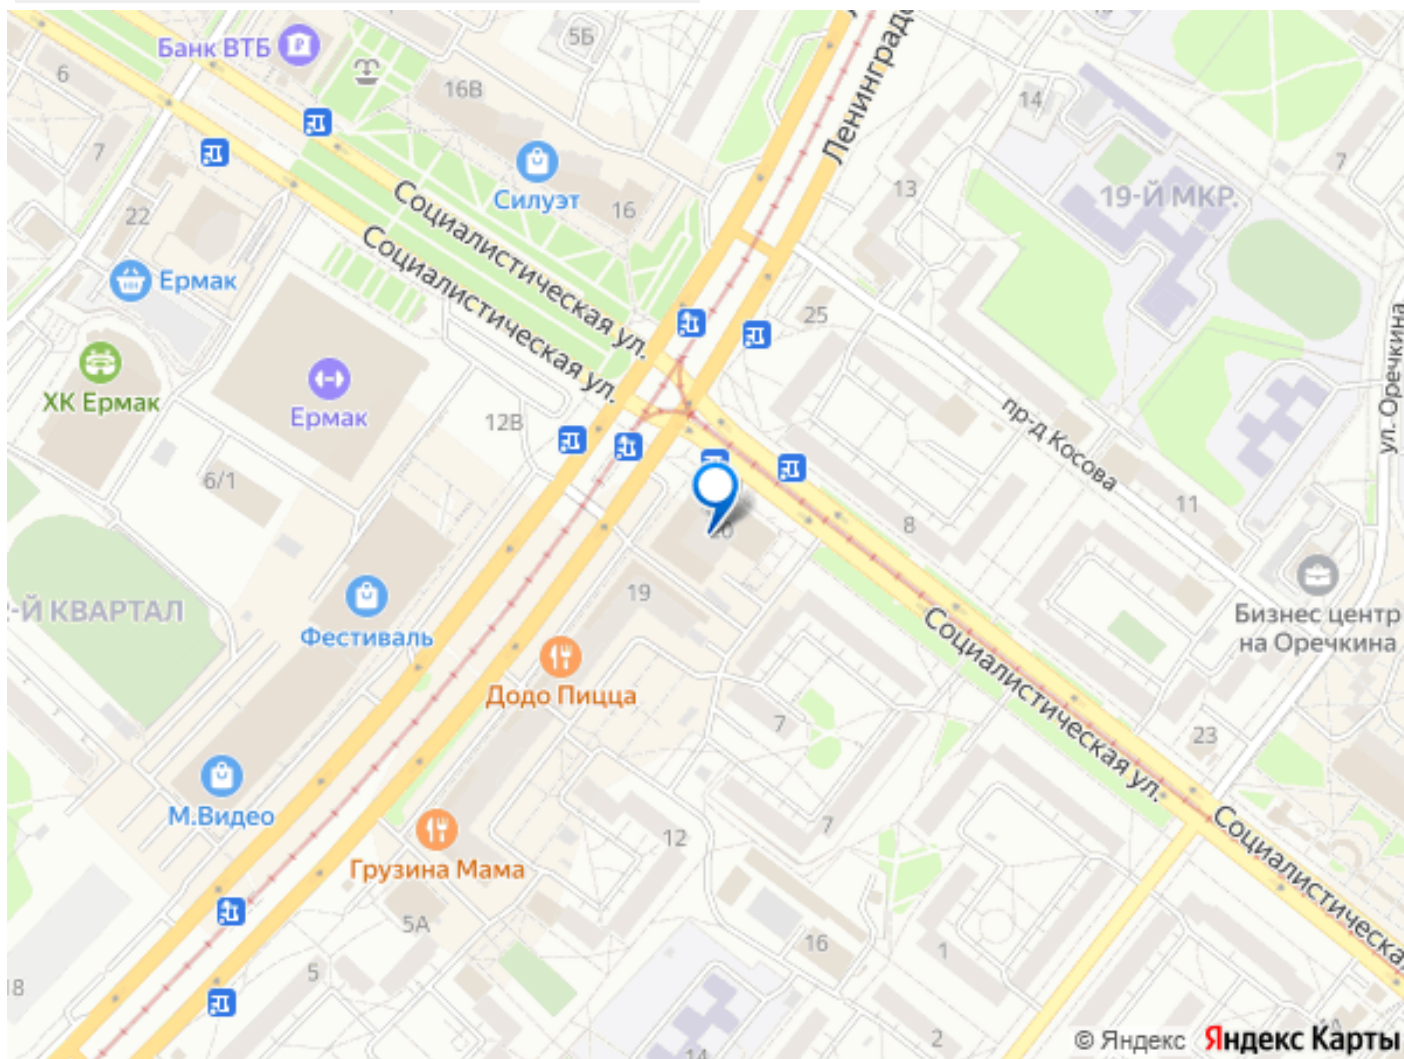 Банк ВТБ
5Б
6
16В
14
Ленинград
7
7
Силуэт
13
19-Й МКР.
16
22
Социалистическая ул.
Социалистическая ул.
Ермак
25
ул. Оречкина
ХК Ермак
Ермак
12В
пр-д Косова
6/1
11
8
20
19
Бизнес центр
на Оречкина
-Й КВАРТАЛ
Фестиваль
Социалистическая ул.
Додо Пицца
7
23
М.Видео
7
12
Социалистическая
Грузина Мама
5А
16
1
5
18
2
14
© Яндекс Яндекс Карты